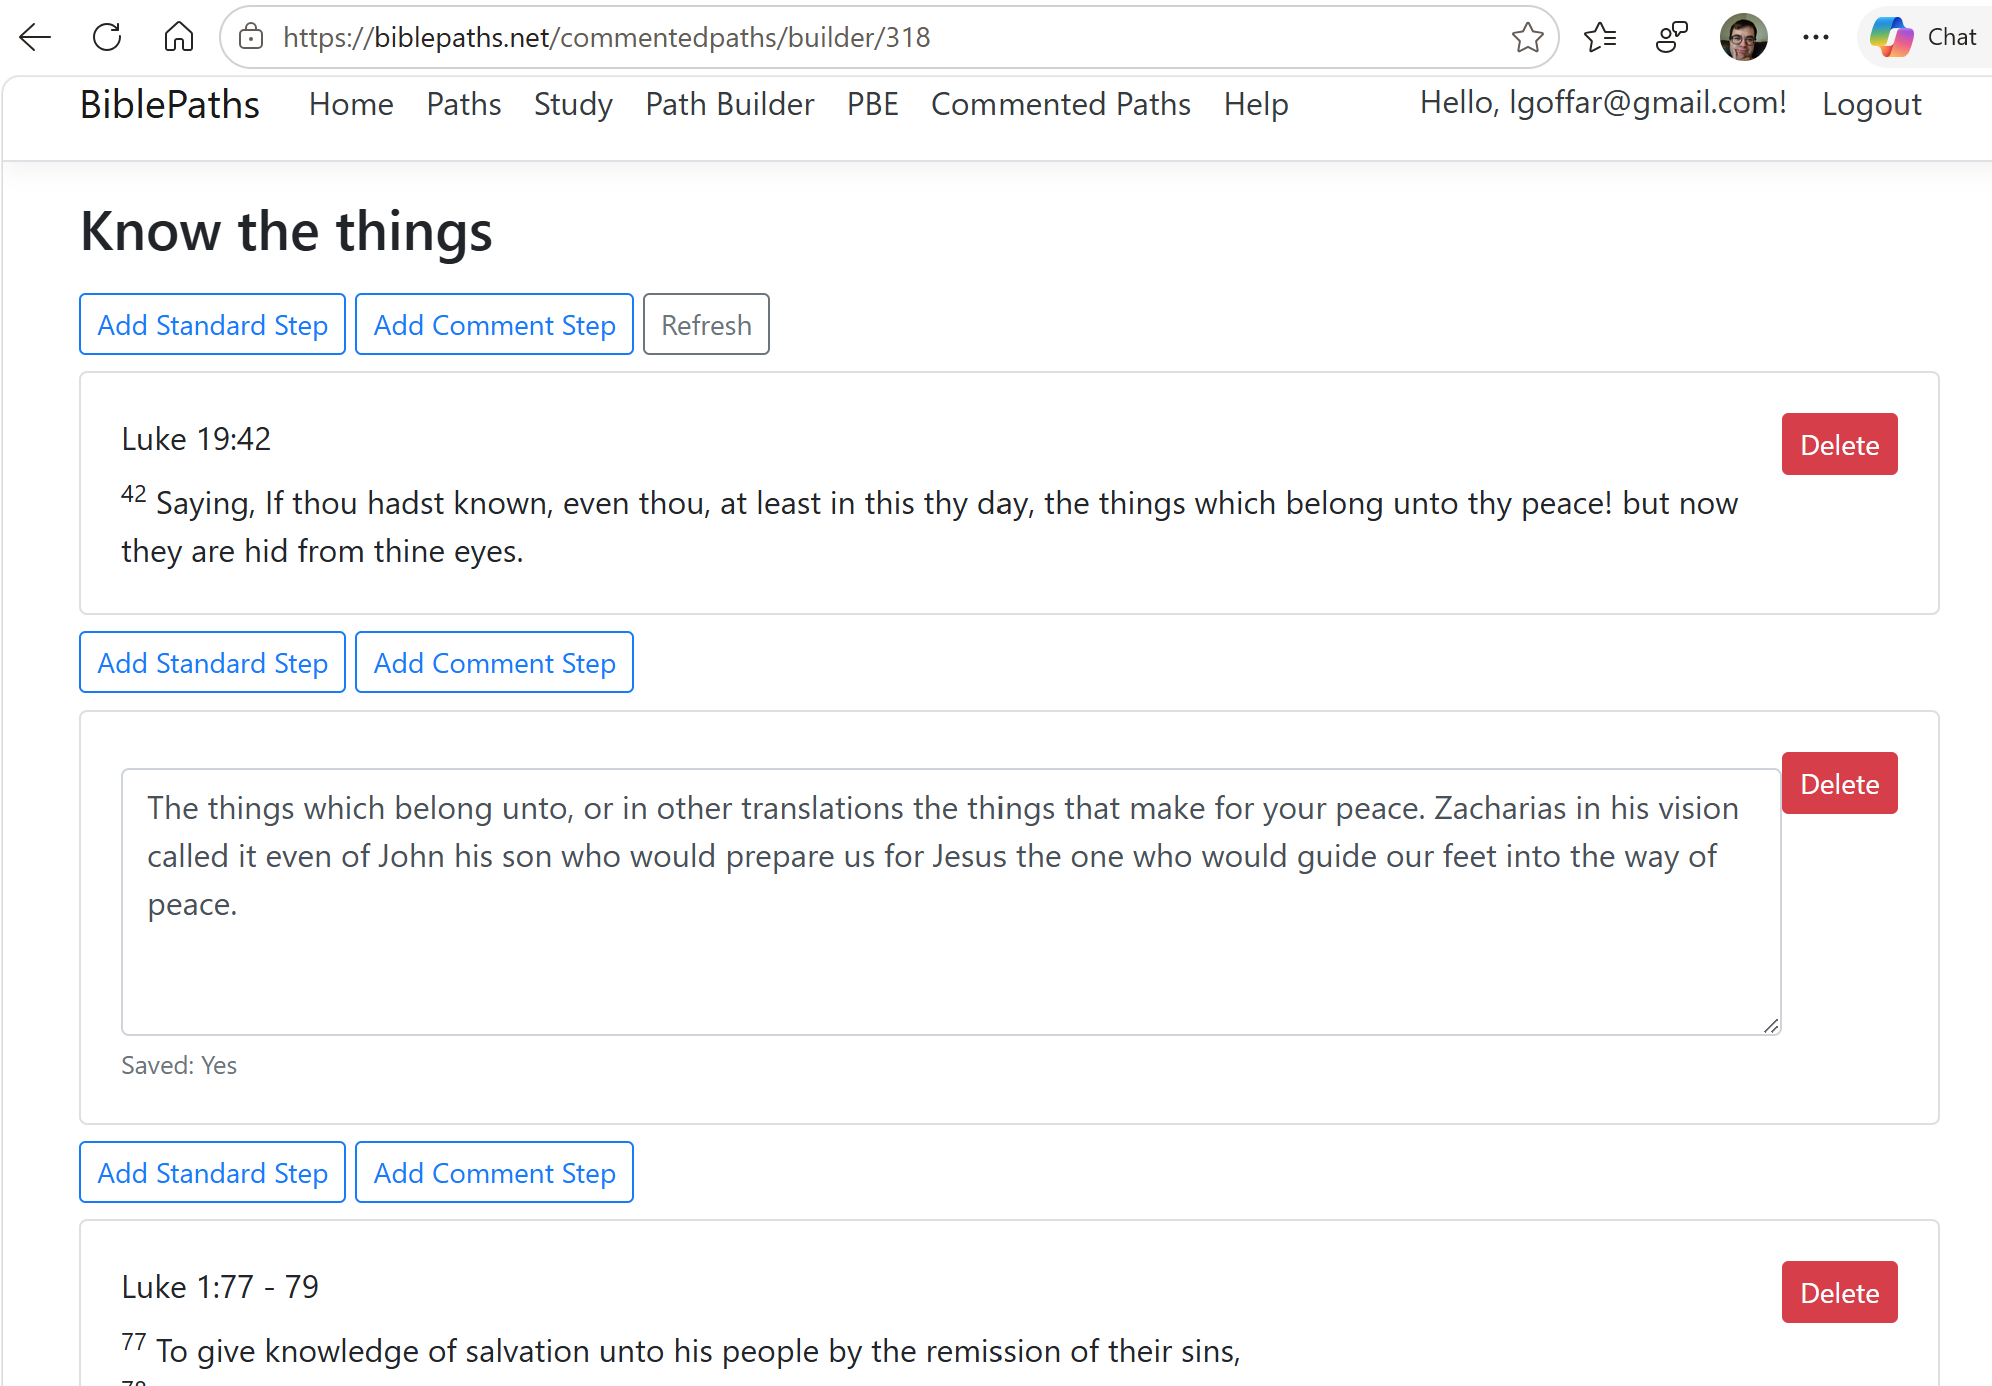 https://biblepaths.net/commentedpaths/builder/318
Chat
BiblePaths Home Paths Study Path Builder PBE Commented Paths Help Hello, lgoffar@gmail.com! Logout
Know the things
Add Standard Step Add Comment Step Refresh
Luke 19:42
Delete
42 Saying, If thou hadst known, even thou, at least in this thy day, the things which belong unto thy peace! but now
they are hid from thine eyes.
Add Standard Step Add Comment Step
The things which belong unto, or in other translations the things that make for your peace. Zacharias in his vision
called it even of John his son who would prepare us for Jesus the one who would guide our feet into the way of
peace.
Delete
Saved: Yes
Add Standard Step Add Comment Step
Luke 1:77 - 79
Delete
77 To give knowledge of salvation unto his people by the remission of their sins,